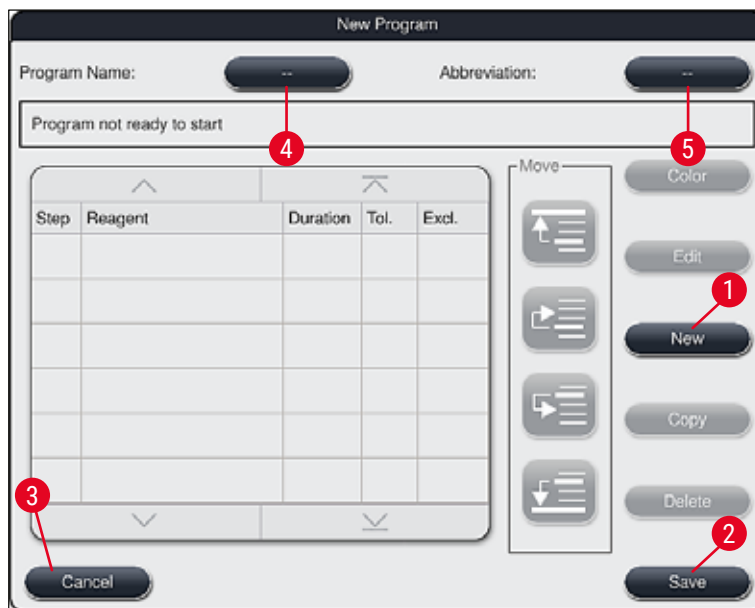 New Program
Program Name: -- Abbreviation: --
4 5
Program not ready to start
Move
Color
Step Reagent Duration Tol. Excl.
Edit
1
New
Copy
3
Delete
2
Cancel Save